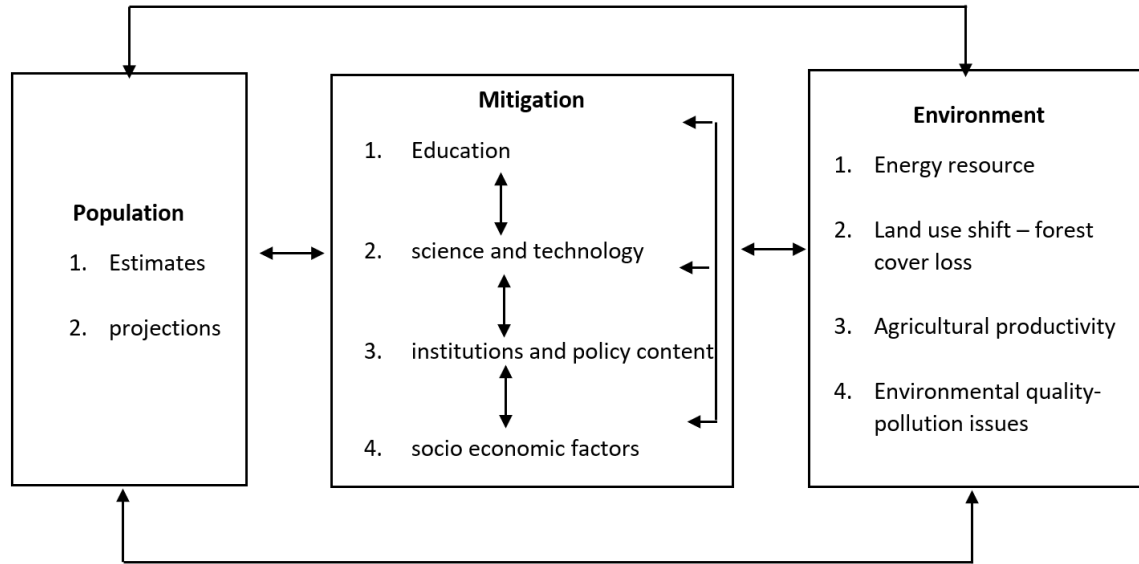 Population
1. Estimates
2. projections
Mitigation
1. Education
2. science and technology
3. institutions and policy content
4. socio economic factors
Environment
1. Energy resource
2. Land use shift – forest
cover loss
3. Agricultural productivity
4. Environmental quality-
pollution issues